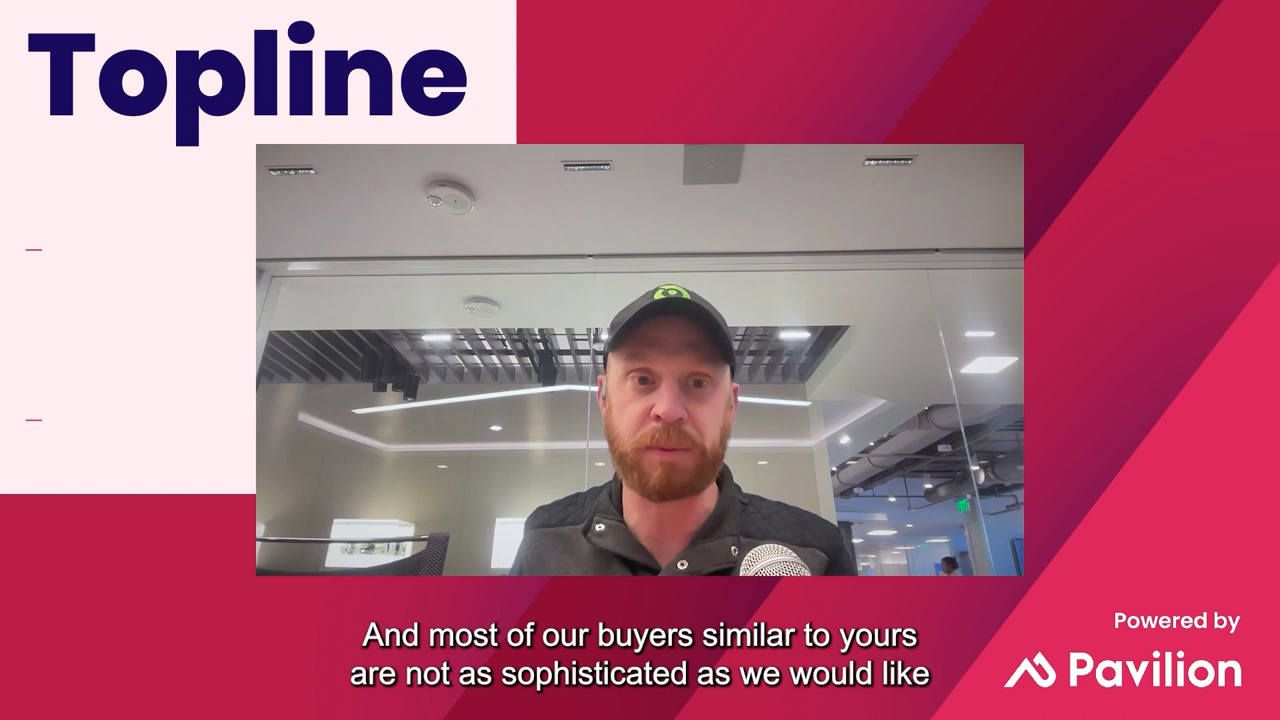 Topline
And most of our buyers similar to yours
are not as sophisticated as we would like
Powered by
Pavilion